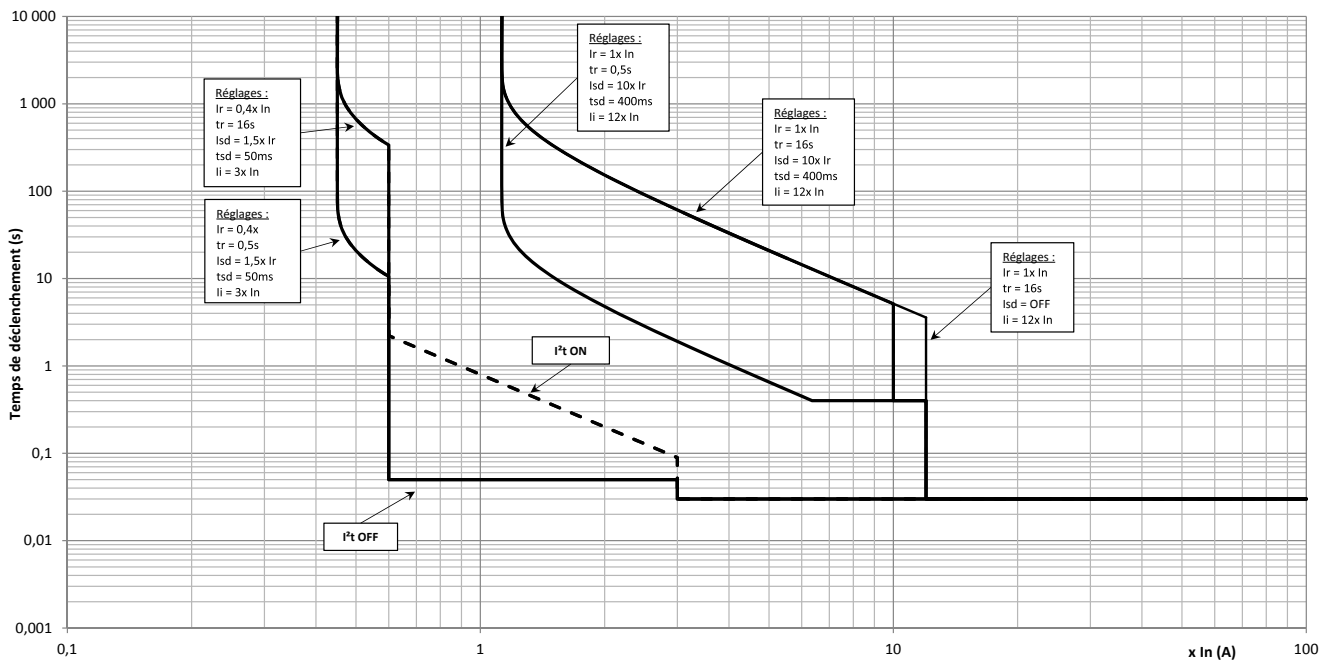 10 000
1 000
100
10
1
0,1
0,01
0,001
Temps de déclenchement (s)
0,1
1
10
100
x In (A)
Réglages :
Ir = 0,4x In
tr = 16s
Isd = 1,5x Ir
tsd = 50ms
Ii = 3x In
Réglages :
Ir = 0,4x
tr = 0,5s
Isd = 1,5x Ir
tsd = 50ms
Ii = 3x In
Réglages :
Ir = 1x In
tr = 0,5s
Isd = 10x Ir
tsd = 400ms
Ii = 12x In
Réglages :
Ir = 1x In
tr = 16s
Isd = 10x Ir
tsd = 400ms
Ii = 12x In
Réglages :
Ir = 1x In
tr = 16s
Isd = OFF
Ii = 12x In
I²t ON
I²t OFF